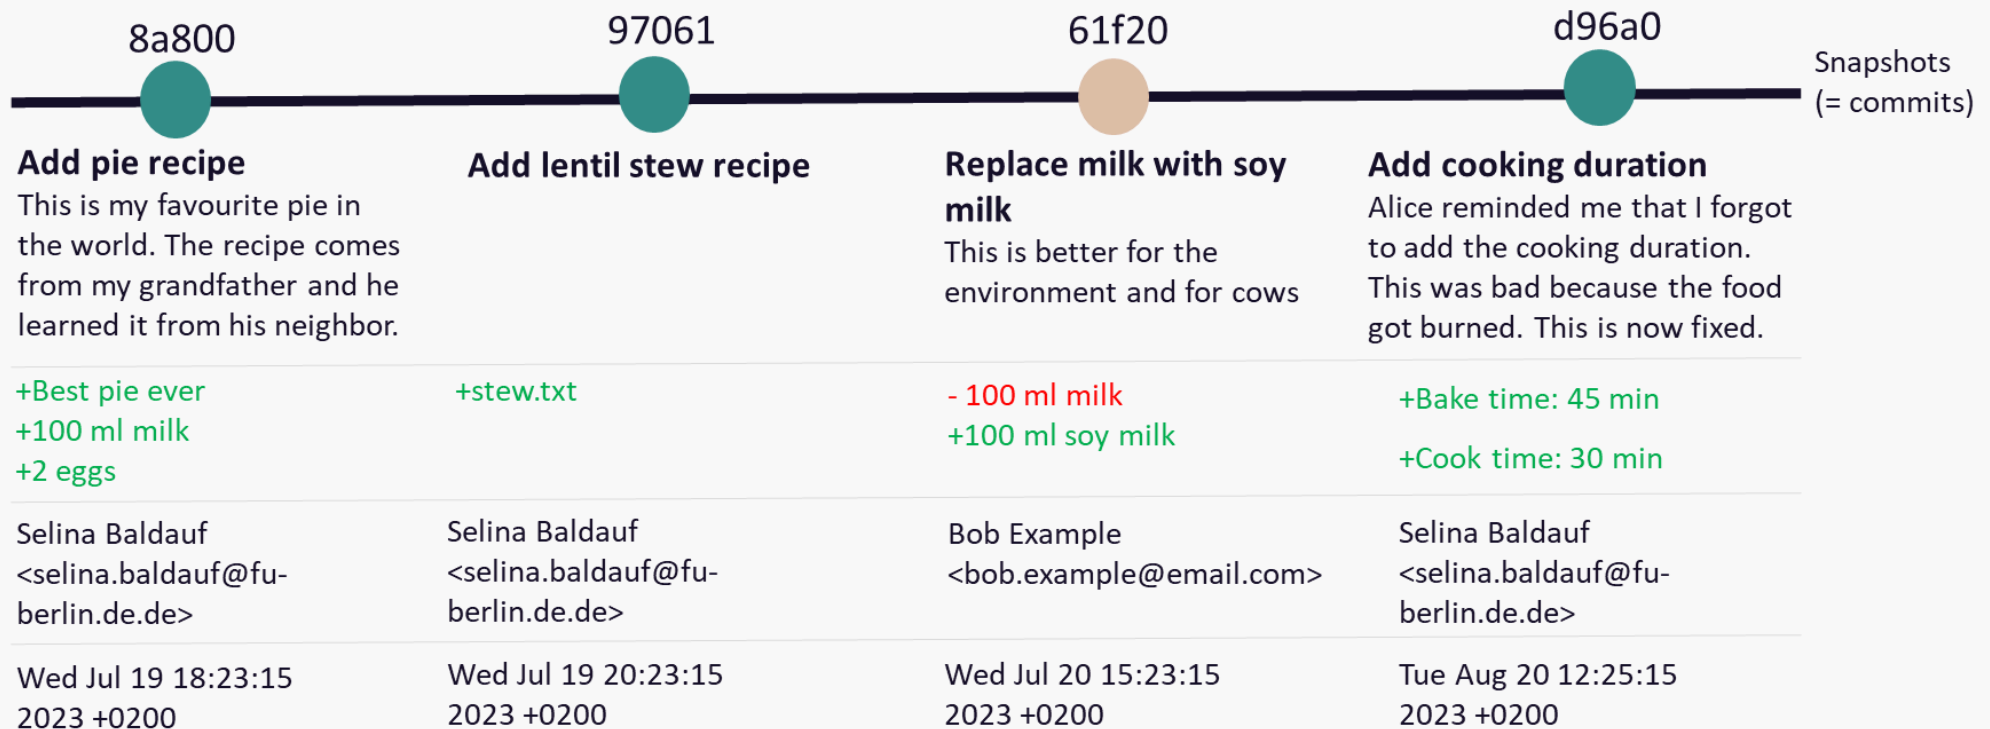 8a800
97061
61f20
d96a0
Snapshots
(= commits)
Add pie recipe
This is my favourite pie in
the world. The recipe comes
from my grandfather and he
learned it from his neighbor.
Add lentil stew recipe
Replace milk with soy
milk
This is better for the
environment and for cows
Add cooking duration
Alice reminded me that I forgot
to add the cooking duration.
This was bad because the food
got burned. This is now fixed.
+Best pie ever
+100 ml milk
+2 eggs
+stew.txt
- 100 ml milk
+100 ml soy milk
+Bake time: 45 min
+Cook time: 30 min
Selina Baldauf
<selina.baldauf@fu-
berlin.de.de>
Selina Baldauf
<selina.baldauf@fu-
berlin.de.de>
Bob Example
<bob.example@email.com>
Selina Baldauf
<selina.baldauf@fu-
berlin.de.de>
Wed Jul 19 18:23:15
2023 +0200
Wed Jul 19 20:23:15
2023 +0200
Wed Jul 20 15:23:15
2023 +0200
Tue Aug 20 12:25:15
2023 +0200